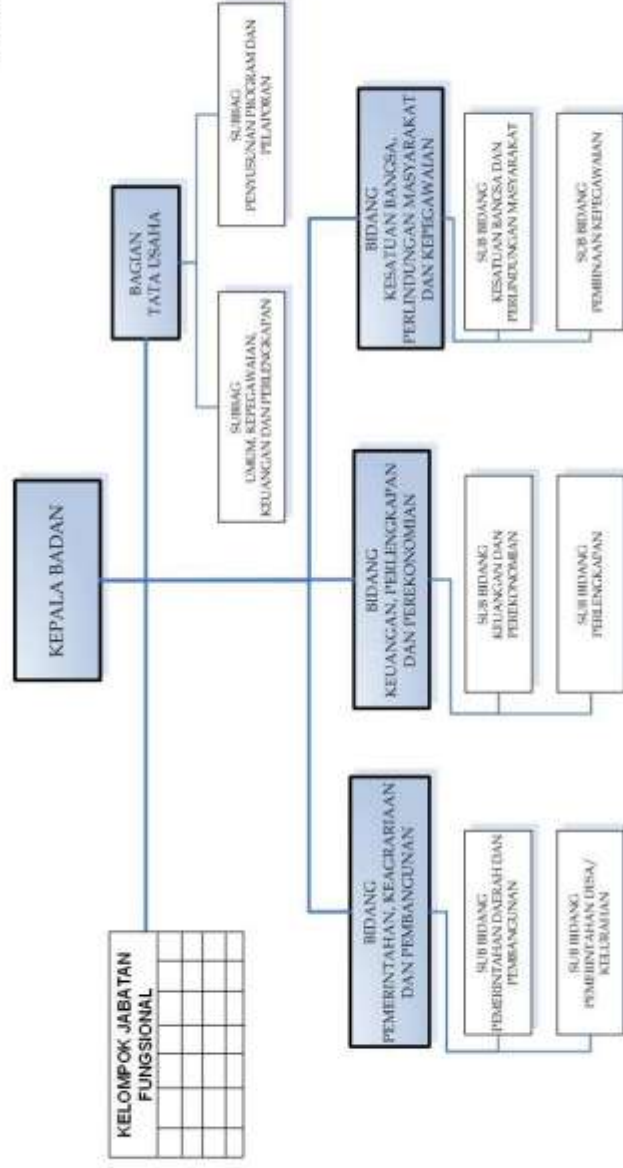 KEPALA BADAN
KELOMPOK JABATAN
FUNGSIONAL
BAGIAN
TATA USAHA
SUBBAG
UMUM, KEPEGAWAIAN,
KEUANGAN DAN PERLENGKAPAN
SUBBAG
PENYUSUNAN PROGRAM DAN
PELAPORAN
BIDANG
PEMERINTAHAN, KEAGRARIAAN
DAN PEMBANGUNAN
SUB BIDANG
PEMERINTAHAN DAERAH DAN
PEMBANGUNAN
SUB BIDANG
PEMERINTAHAN DESA/
KELURAHAN
BIDANG
KEUANGAN, PERLENGKAPAN
DAN PEREKONOMIAN
SUB BIDANG
KEUANGAN DAN
PEREKONOMIAN
SUB BIDANG
PERLENGKAPAN
BIDANG
KESATUAN BANGSA,
PERLINDUNGAN MASYARAKAT
DAN KEPEGAWAIAN
SUB BIDANG
KESATUAN BANGSA DAN
PERLINDUNGAN MASYARAKAT
SUB BIDANG
PEMBINAAN KEPEGAWAIAN